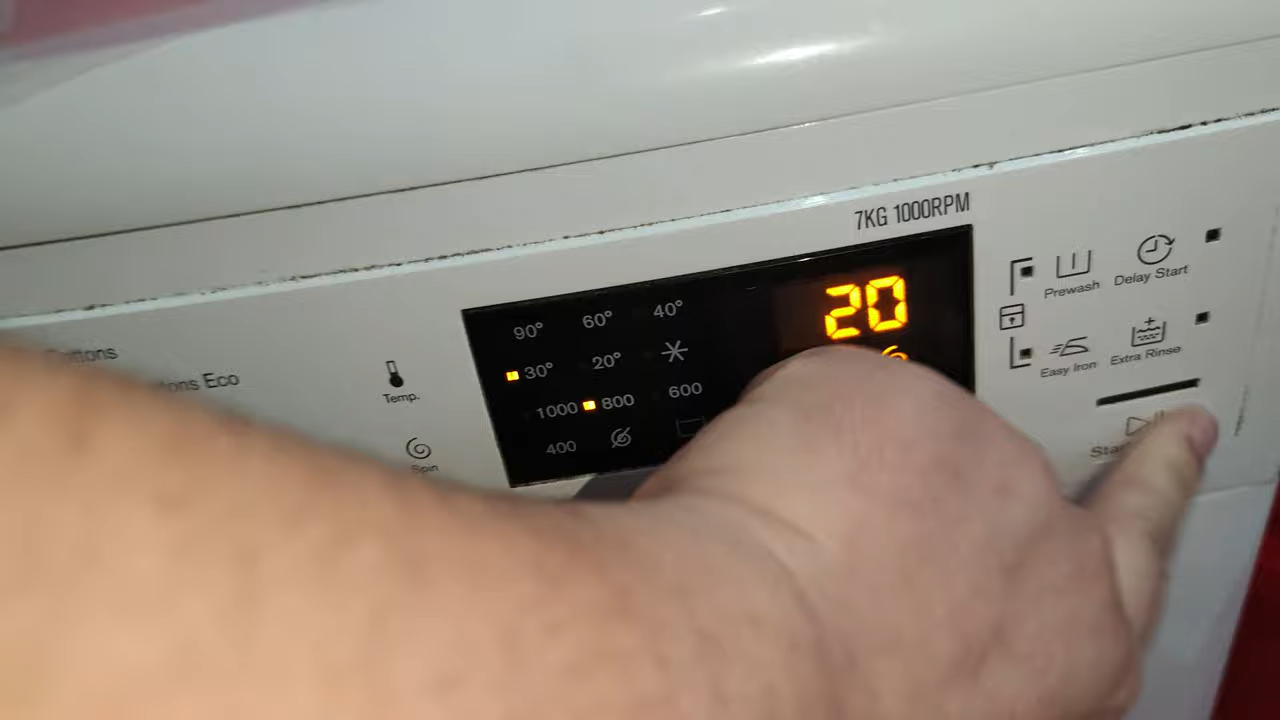 7KG 1000RPM
20
90° 60° 40°
30° 20°
1000 800 600
400
Temp.
Spin
Eco
Prewash
Delay Start
Easy Iron
Extra Rinse